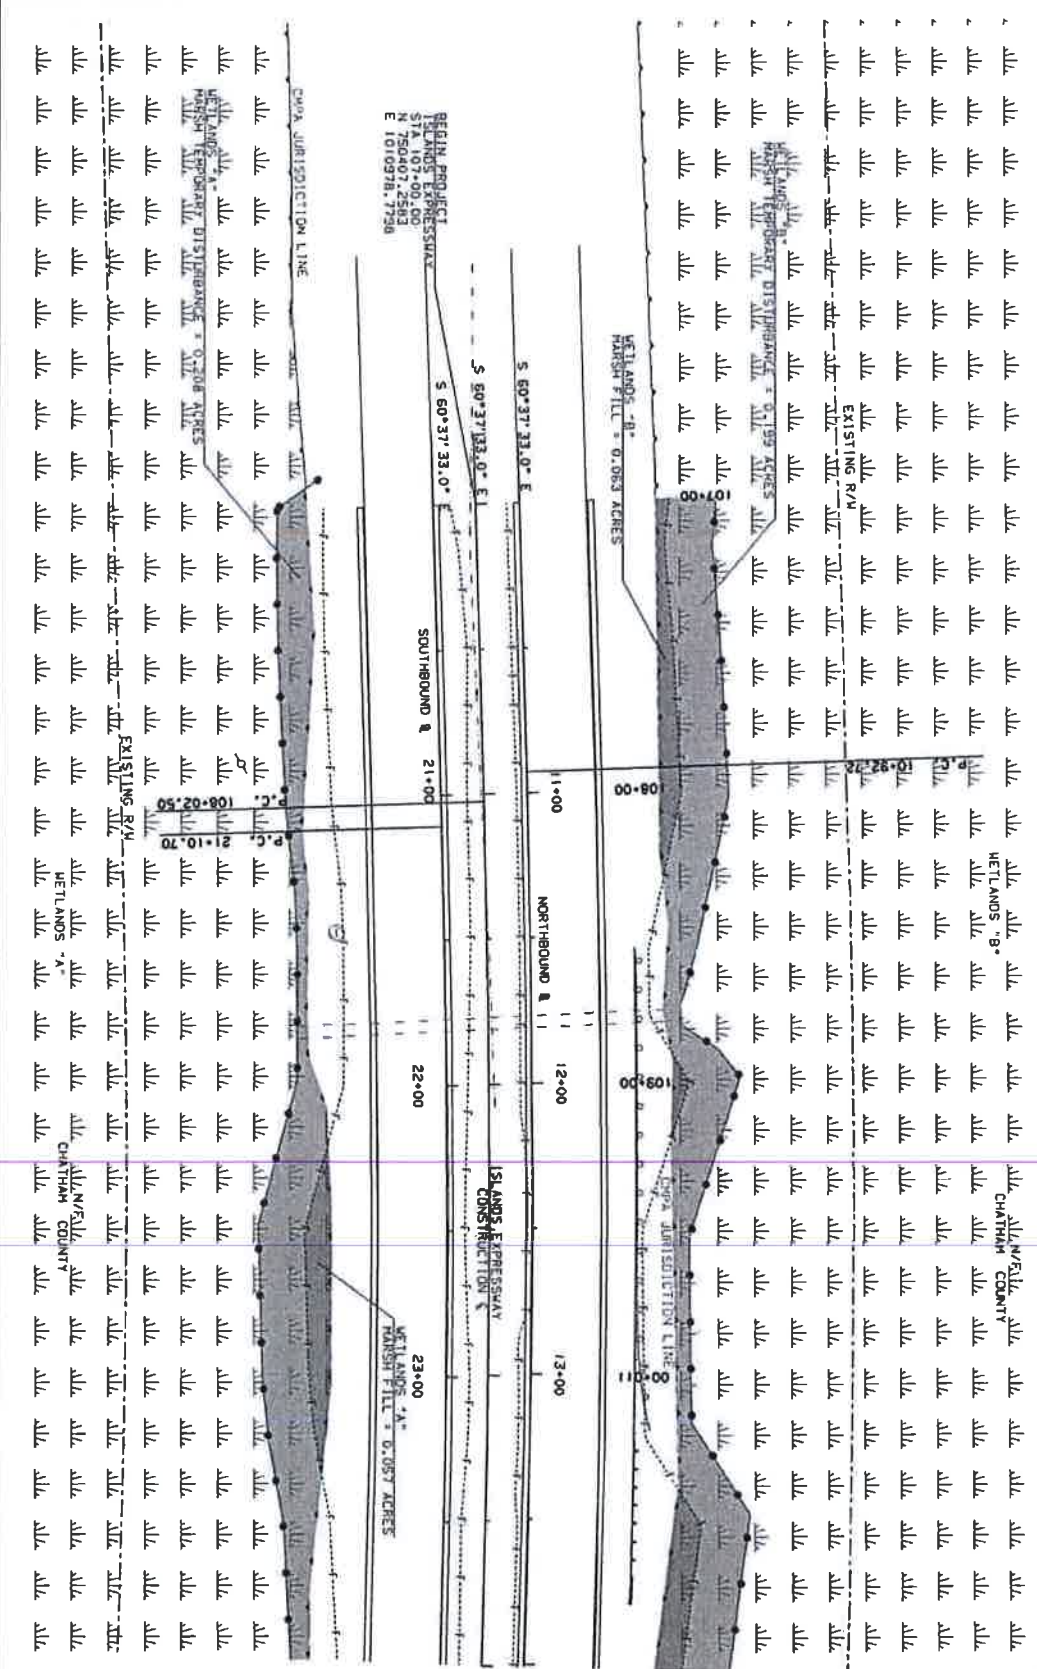 WETLANDS "B"
MARSH TEMPORARY DISTURBANCE = 0.199 ACRES
EXISTING R/W
WETLANDS "B"
N/F
CHATHAM COUNTY
P.C. 10+92.72
WETLANDS "B"
MARSH FILL = 0.063 ACRES
107+00
108+00
109+00
110+00
CMPA JURISDICTION LINE
S 60°37'33.0" E
S 60°37'33.0" E
S 60°37'33.0" E
11+00
NORTHBOUND
12+00
13+00
BEGIN PROJECT
ISLANDS EXPRESSWAY
STA 107+00.00
N 750407.2583
E 1010978.7798
ISLANDS EXPRESSWAY
CONSTRUCTION
SOUTHBOUND
21+00
22+00
23+00
WETLANDS "A"
MARSH FILL = 0.057 ACRES
CMPA JURISDICTION LINE
WETLANDS "A"
MARSH TEMPORARY DISTURBANCE = 0.208 ACRES
P.C. 108+02.50
P.C. 21+10.70
EXISTING R/W
WETLANDS "A"
N/F
CHATHAM COUNTY